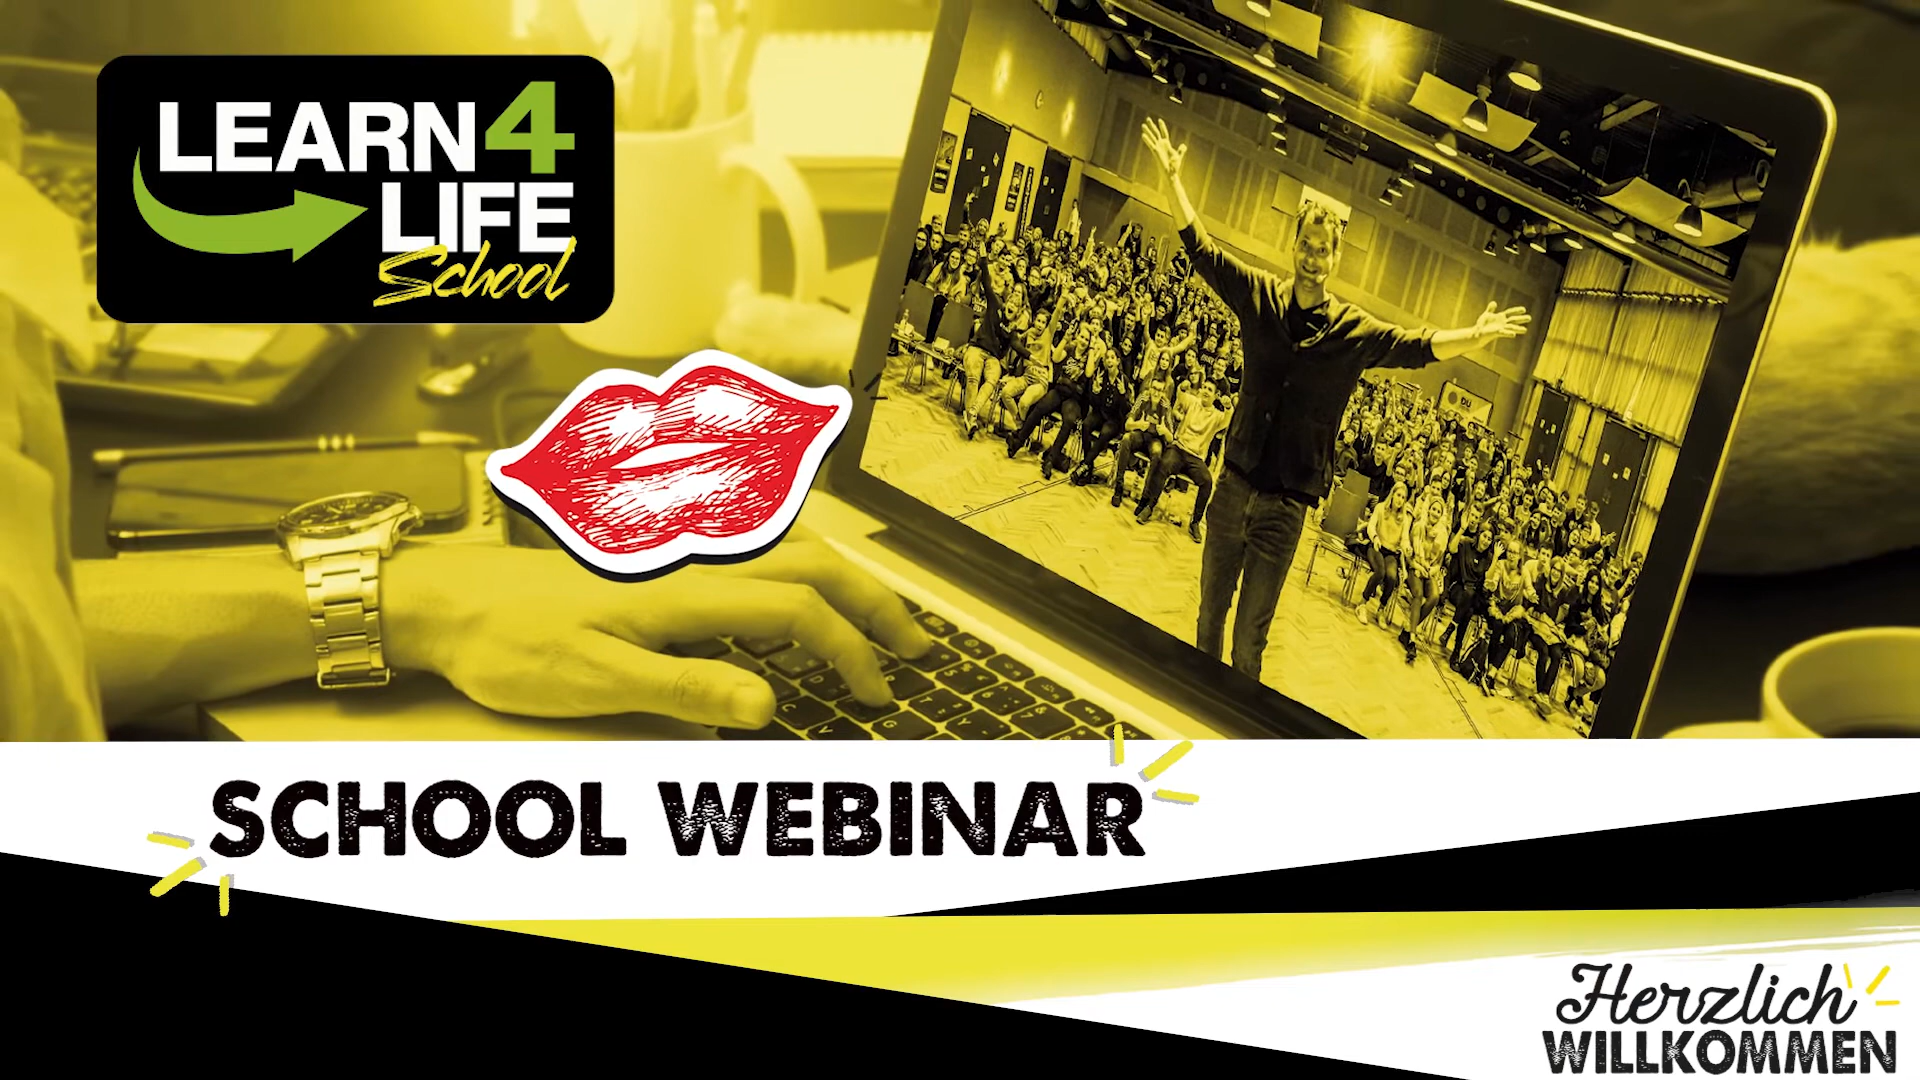 LEARN4
LIFE
School
SCHOOL WEBINAR
Herzlich
WILLKOMMEN